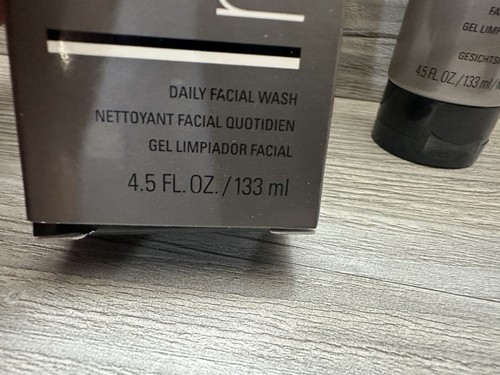 r
DAILY FACIAL WASH
NETTOYANT FACIAL QUOTIDIEN
GEL LIMPIADOR FACIAL
4.5 FL. OZ. / 133 ml
GEL
4.5 FL. OZ. / 133 ml